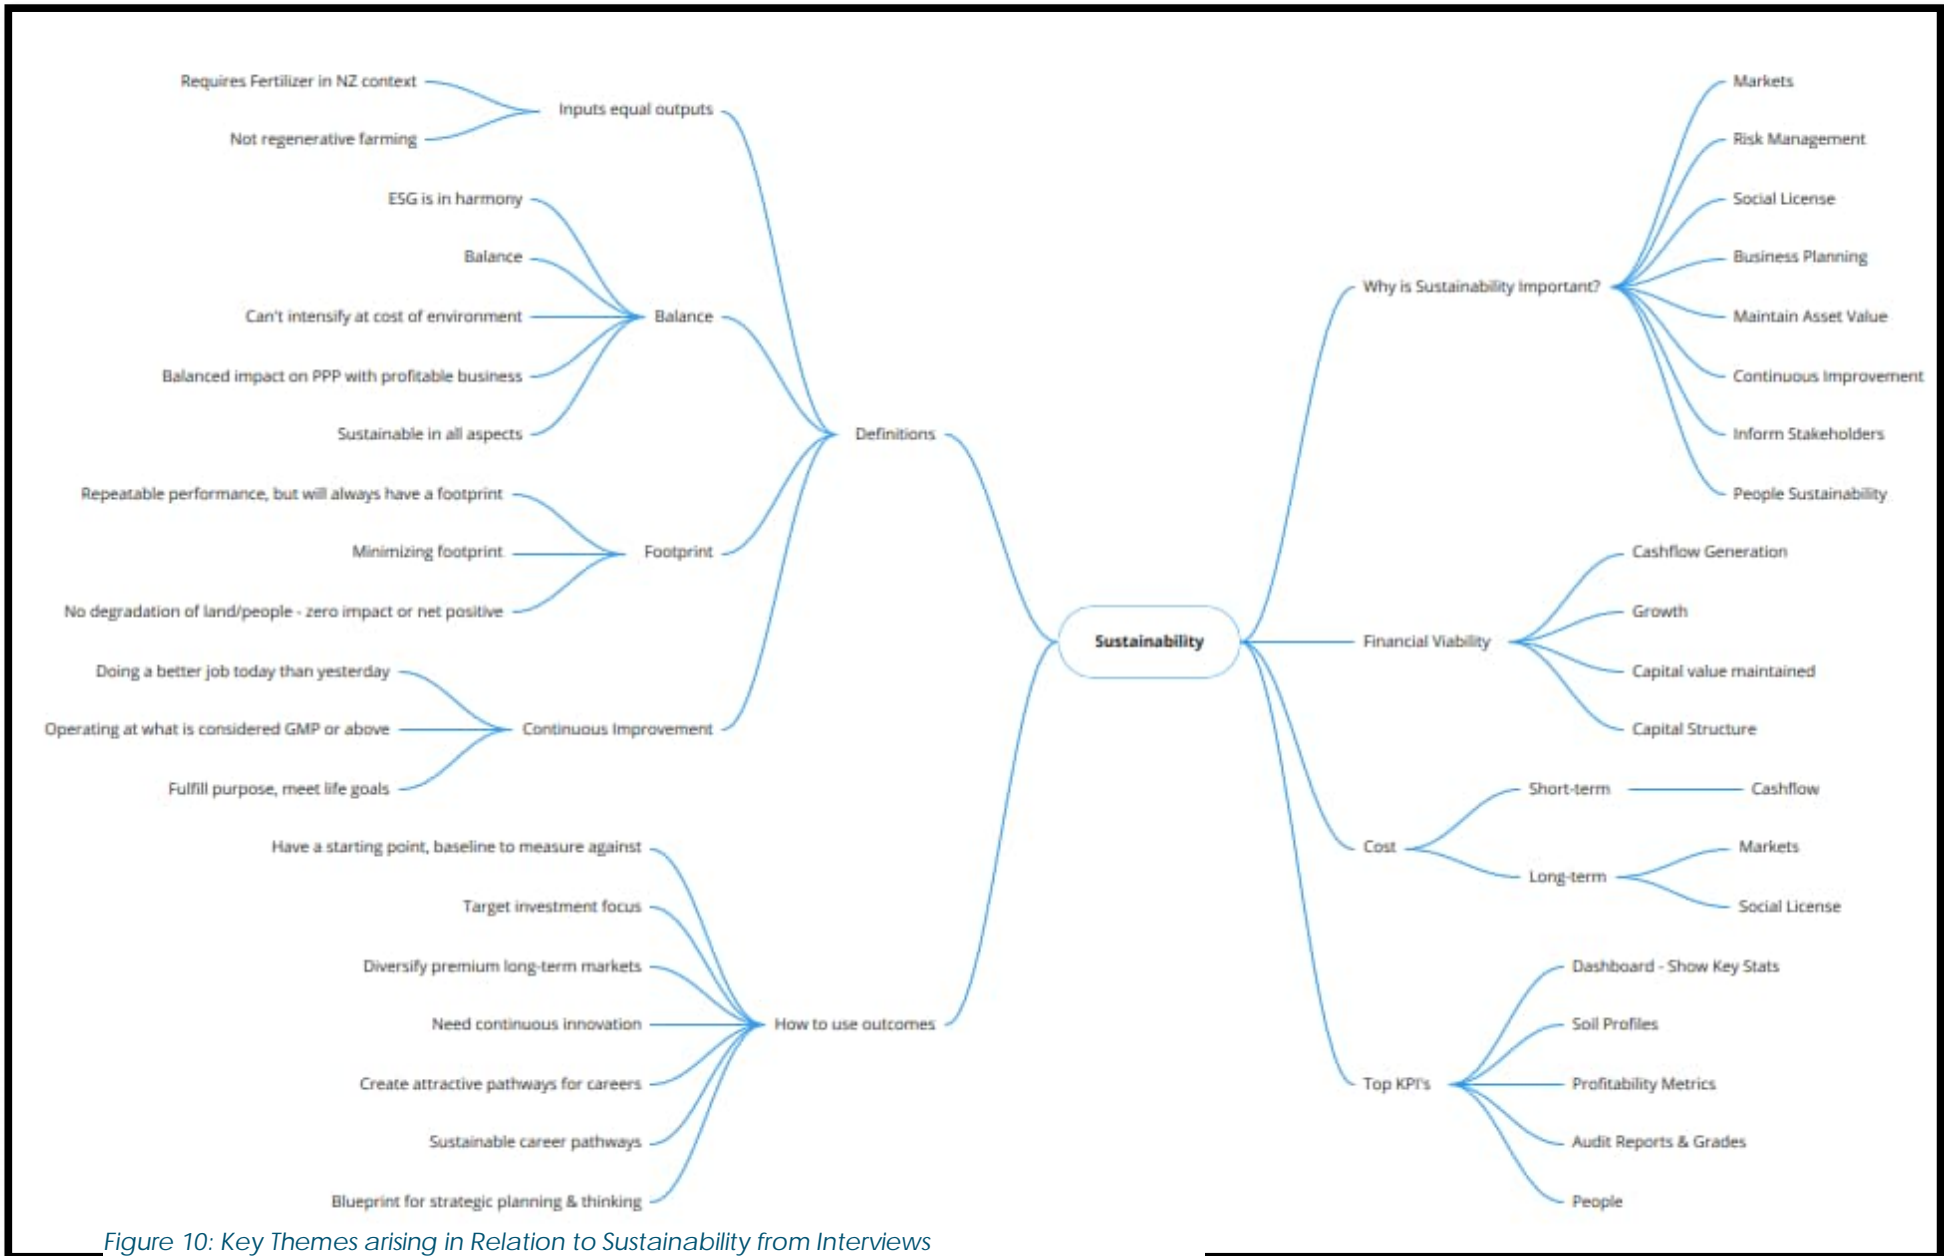 Requires Fertilizer in NZ context
Not regenerative farming
Inputs equal outputs
ESG is in harmony
Balance
Can't intensify at cost of environment
Balanced impact on PPP with profitable business
Sustainable in all aspects
Balance
Repeatable performance, but will always have a footprint
Minimizing footprint
No degradation of land/people - zero impact or net positive
Footprint
Doing a better job today than yesterday
Operating at what is considered GMP or above
Fulfill purpose, meet life goals
Continuous Improvement
Definitions
Have a starting point, baseline to measure against
Target investment focus
Diversify premium long-term markets
Need continuous innovation
Create attractive pathways for careers
Sustainable career pathways
Blueprint for strategic planning & thinking
How to use outcomes
Sustainability
Why is Sustainability Important?
Markets
Risk Management
Social License
Business Planning
Maintain Asset Value
Continuous Improvement
Inform Stakeholders
People Sustainability
Financial Viability
Cashflow Generation
Growth
Capital value maintained
Capital Structure
Cost
Short-term
Cashflow
Long-term
Markets
Social License
Top KPI's
Dashboard - Show Key Stats
Soil Profiles
Profitability Metrics
Audit Reports & Grades
People
Figure 10: Key Themes arising in Relation to Sustainability from Interviews